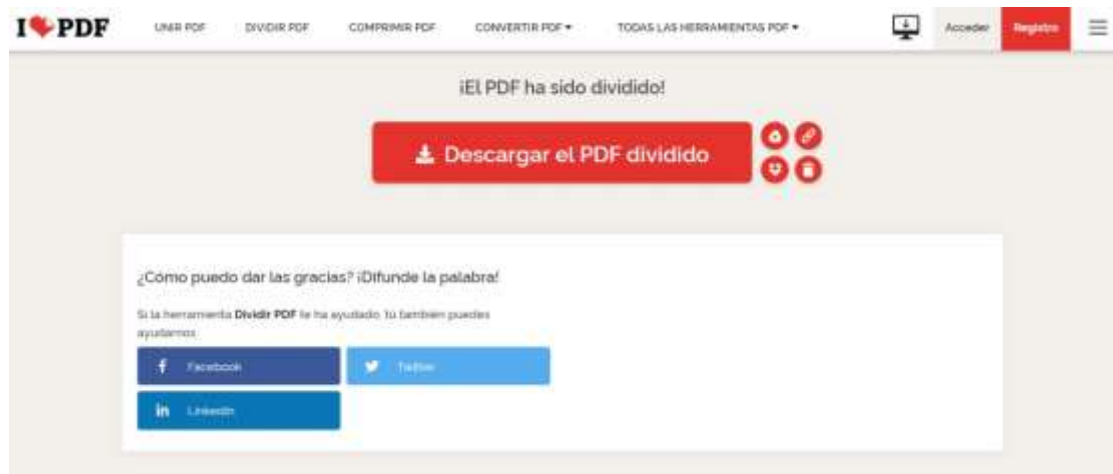 I PDF
UNIR PDF
DIVIDIR PDF
COMPRIMIR PDF
CONVERTIR PDF
TODAS LAS HERRAMIENTAS PDF
Acceder
Registro
¡El PDF ha sido dividido!
Descargar el PDF dividido
¿Cómo puedo dar las gracias? ¡Difunde la palabra!
Si la herramienta Dividir PDF te ha ayudado, tú también puedes
ayudarnos
Facebook
Twitter
LinkedIn